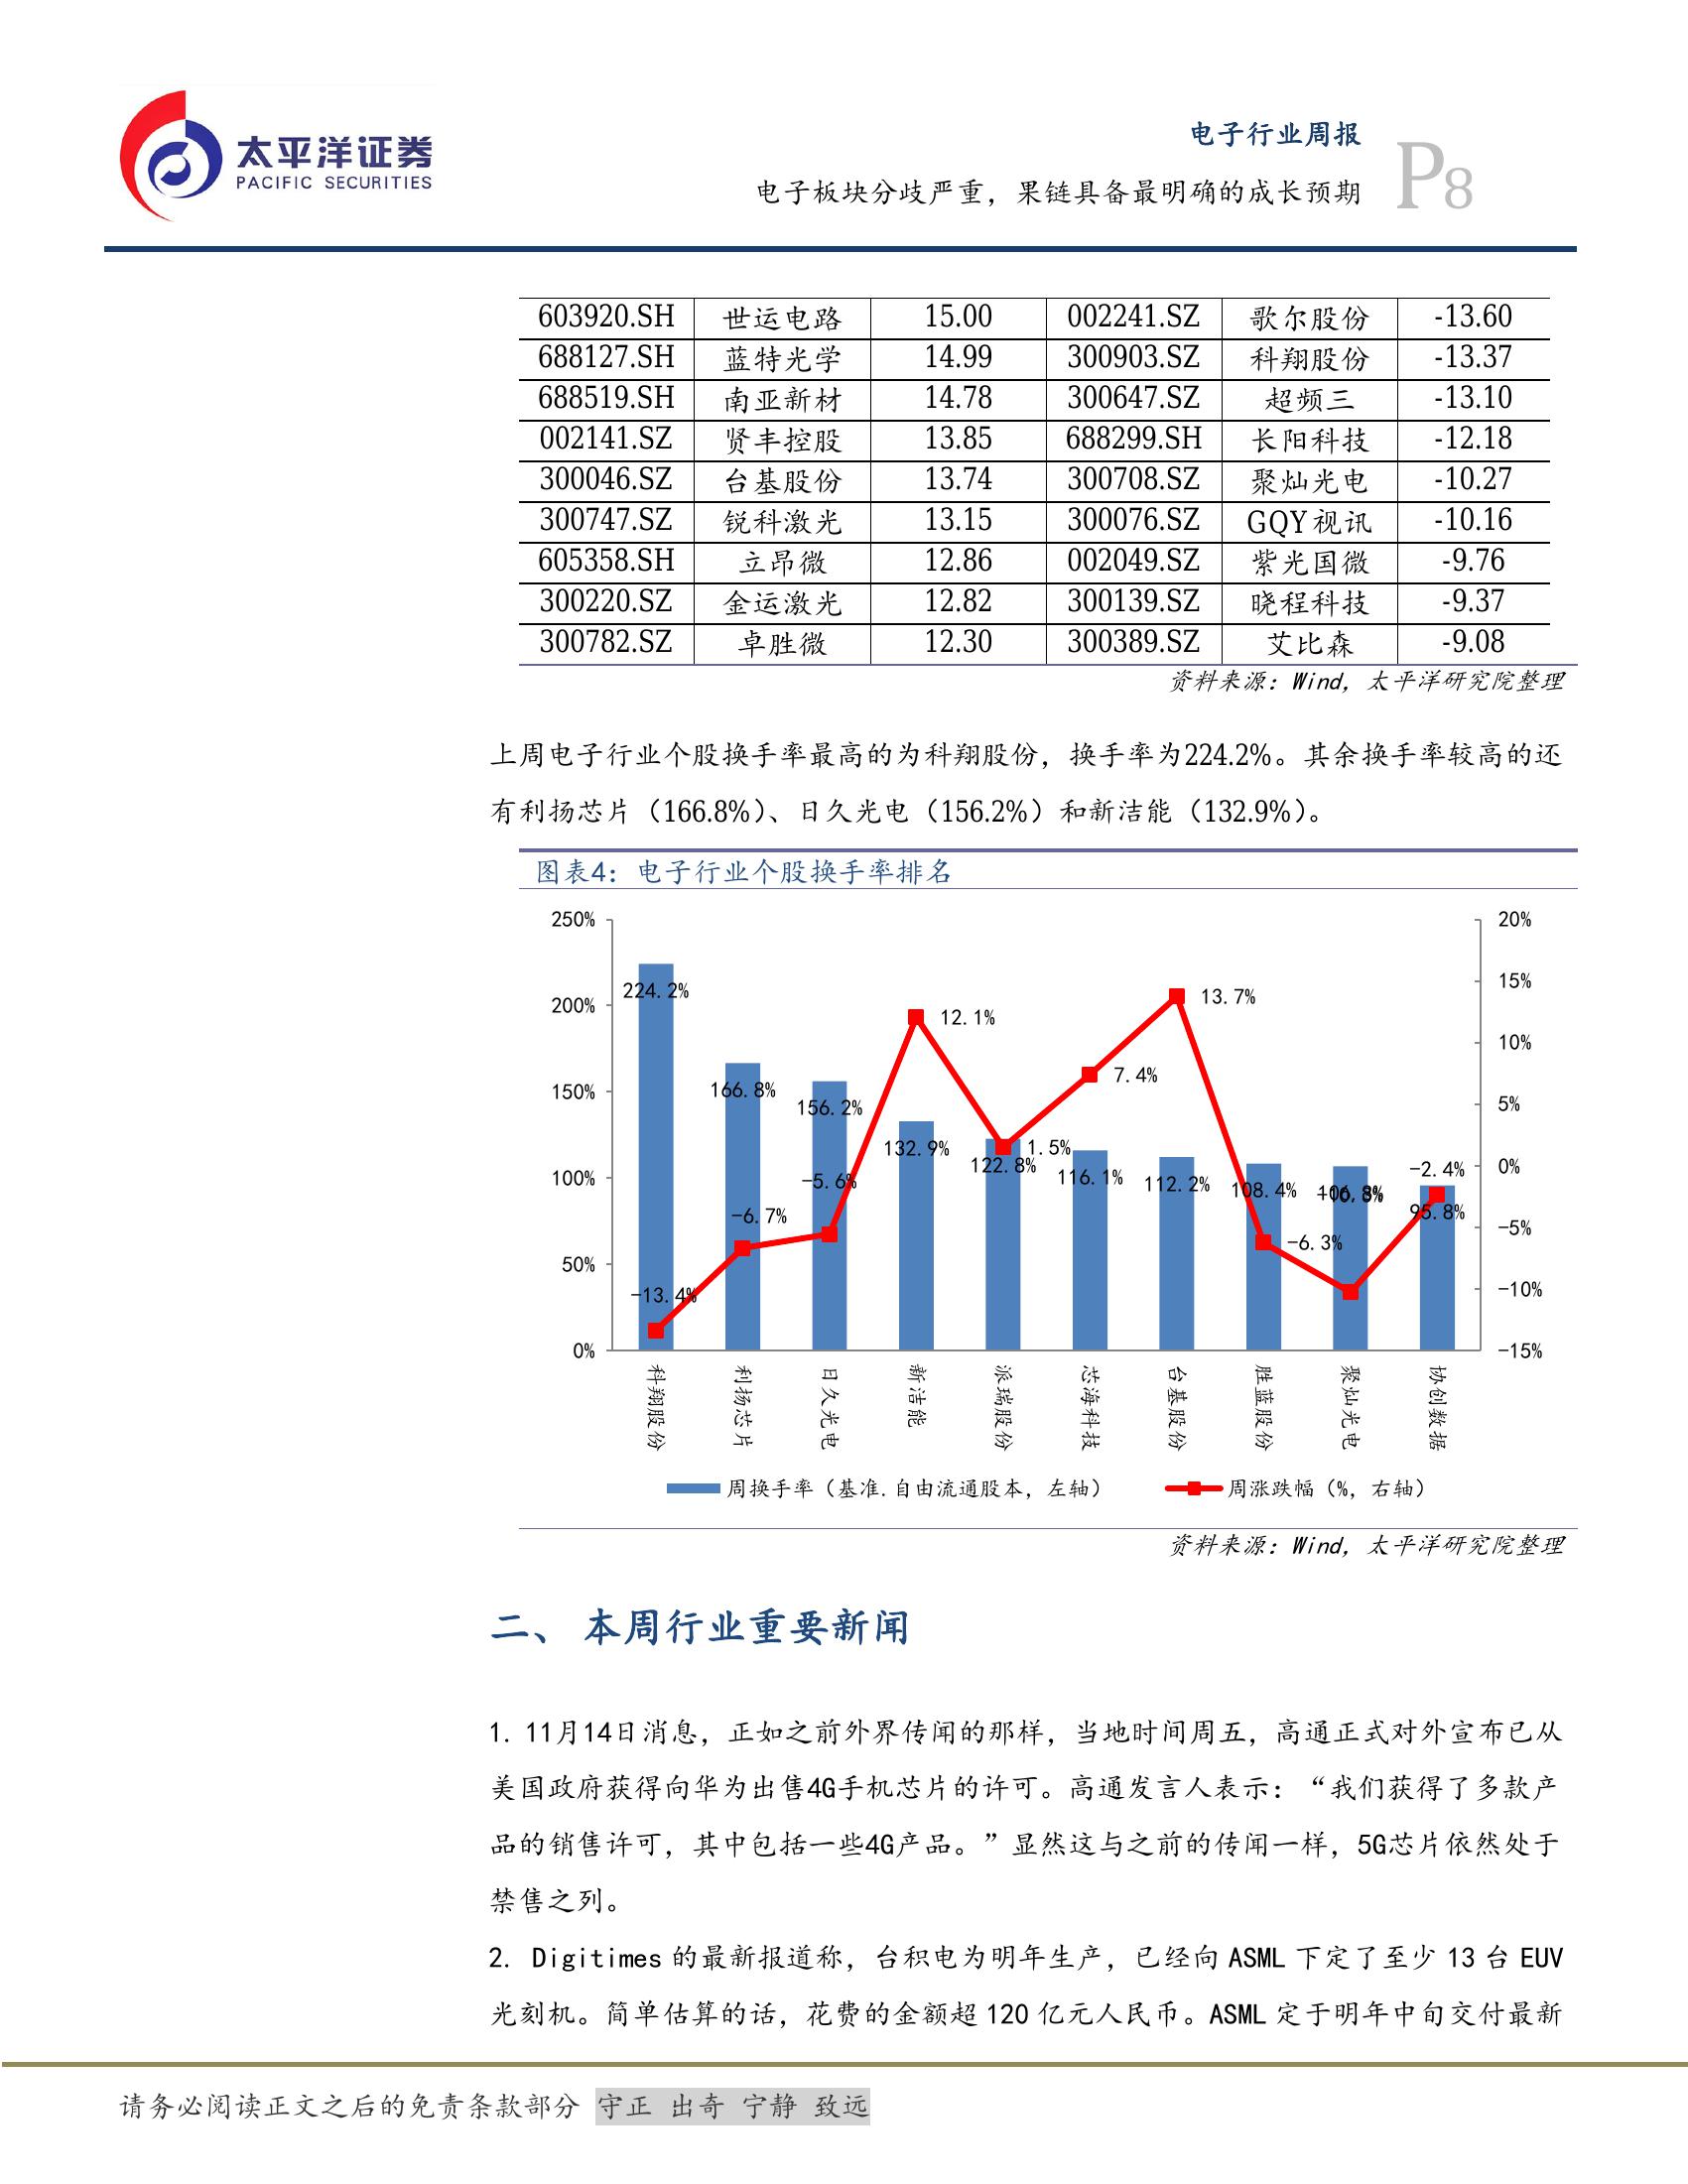 太平洋证券
PACIFIC SECURITIES
电子行业周报
电子板块分歧严重，果链具备最明确的成长预期
P8
603920.SH 世运电路 15.00 002241.SZ 歌尔股份 -13.60
688127.SH 蓝特光学 14.99 300903.SZ 科翔股份 -13.37
688519.SH 南亚新材 14.78 300647.SZ 超频三 -13.10
002141.SZ 贤丰控股 13.85 688299.SH 长阳科技 -12.18
300046.SZ 台基股份 13.74 300708.SZ 聚灿光电 -10.27
300747.SZ 锐科激光 13.15 300076.SZ GQY视讯 -10.16
605358.SH 立昂微 12.86 002049.SZ 紫光国微 -9.76
300220.SZ 金运激光 12.82 300139.SZ 晓程科技 -9.37
300782.SZ 卓胜微 12.30 300389.SZ 艾比森 -9.08
资料来源：Wind，太平洋研究院整理
上周电子行业个股换手率最高的为科翔股份，换手率为224.2%。其余换手率较高的还
有利扬芯片（166.8%）、日久光电（156.2%）和新洁能（132.9%）。
图表4：电子行业个股换手率排名
250%
200%
150%
100%
50%
0%
20%
15%
10%
5%
0%
-5%
-10%
-15%
224.2%
166.8%
156.2%
132.9%
122.8%
116.1%
112.2%
108.4%
95.8%
-13.4%
-6.7%
-5.6%
12.1%
1.5%
7.4%
13.7%
-6.3%
-2.4%
科翔股份
利扬芯片
日久光电
新洁能
派瑞股份
芯海科技
台基股份
胜蓝股份
聚灿光电
协创数据
周换手率（基准.自由流通股本，左轴）
周涨跌幅（%，右轴）
资料来源：Wind，太平洋研究院整理
二、 本周行业重要新闻
1. 11月14日消息，正如之前外界传闻的那样，当地时间周五，高通正式对外宣布已从
美国政府获得向华为出售4G手机芯片的许可。高通发言人表示：“我们获得了多款产
品的销售许可，其中包括一些4G产品。”显然这与之前的传闻一样，5G芯片依然处于
禁售之列。
2. Digitimes 的最新报道称，台积电为明年生产，已经向 ASML 下定了至少 13 台 EUV
光刻机。简单估算的话，花费的金额超 120 亿元人民币。ASML 定于明年中旬交付最新
请务必阅读正文之后的免责条款部分 守正 出奇 宁静 致远